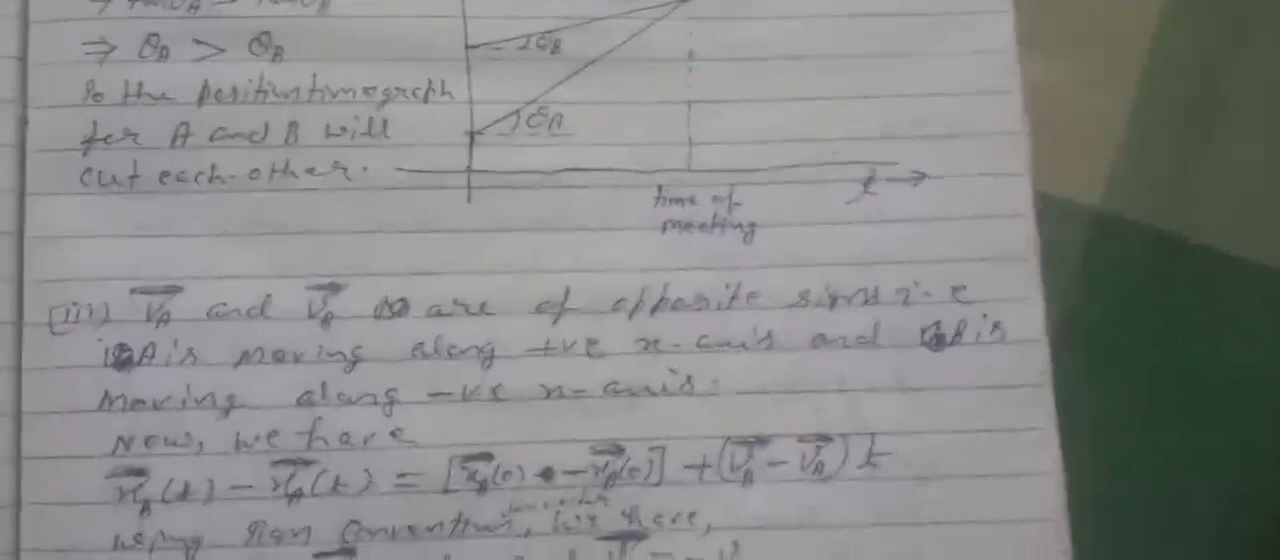 ⇒ θA > θB
So the position time graph
for A and B will
cut each other.
θB
θA
t →
time of
meeting
(iii) VA and VB are of opposite signs i.e
A is moving along +ve x-axis and B is
moving along -ve x-axis.
Now, we have
xB(t) - xA(t) = [xB(0) - xA(0)] + (VB - VA) t
using sign convention, we have,